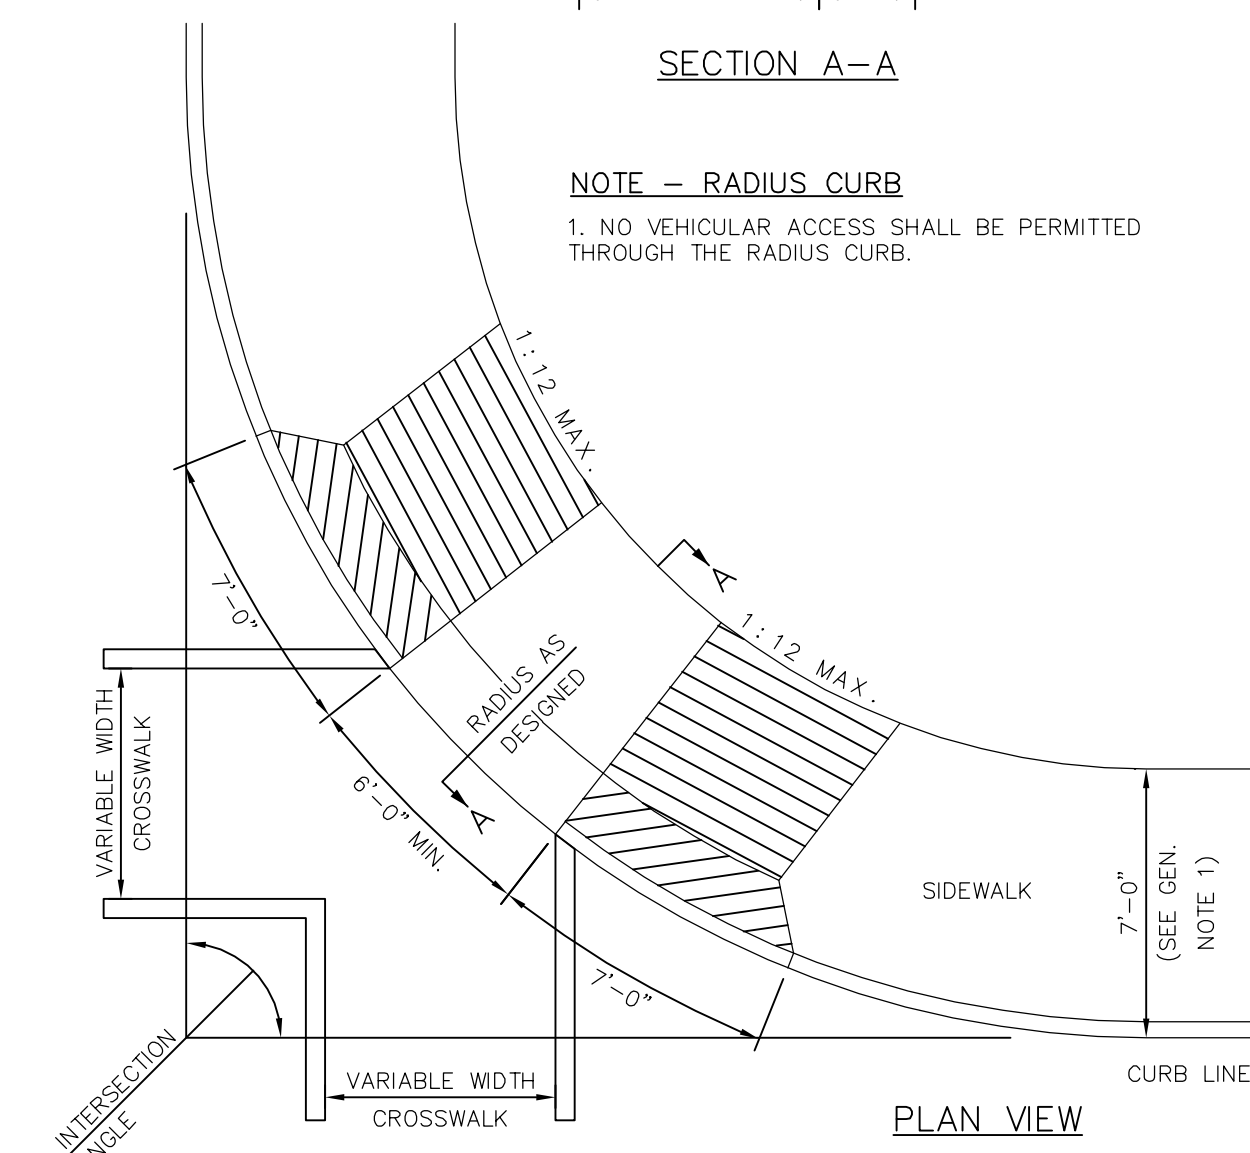 SECTION A-A
NOTE - RADIUS CURB
1. NO VEHICULAR ACCESS SHALL BE PERMITTED
THROUGH THE RADIUS CURB.
1:12 MAX.
A
1:12 MAX.
7'-0"
RADIUS AS
DESIGNED
VARIABLE WIDTH
CROSSWALK
6'-0" MIN.
A
SIDEWALK
7'-0"
(SEE GEN.
NOTE 1)
7'-0"
INTERSECTION
NGLE
VARIABLE WIDTH
CROSSWALK
CURB LINE
PLAN VIEW